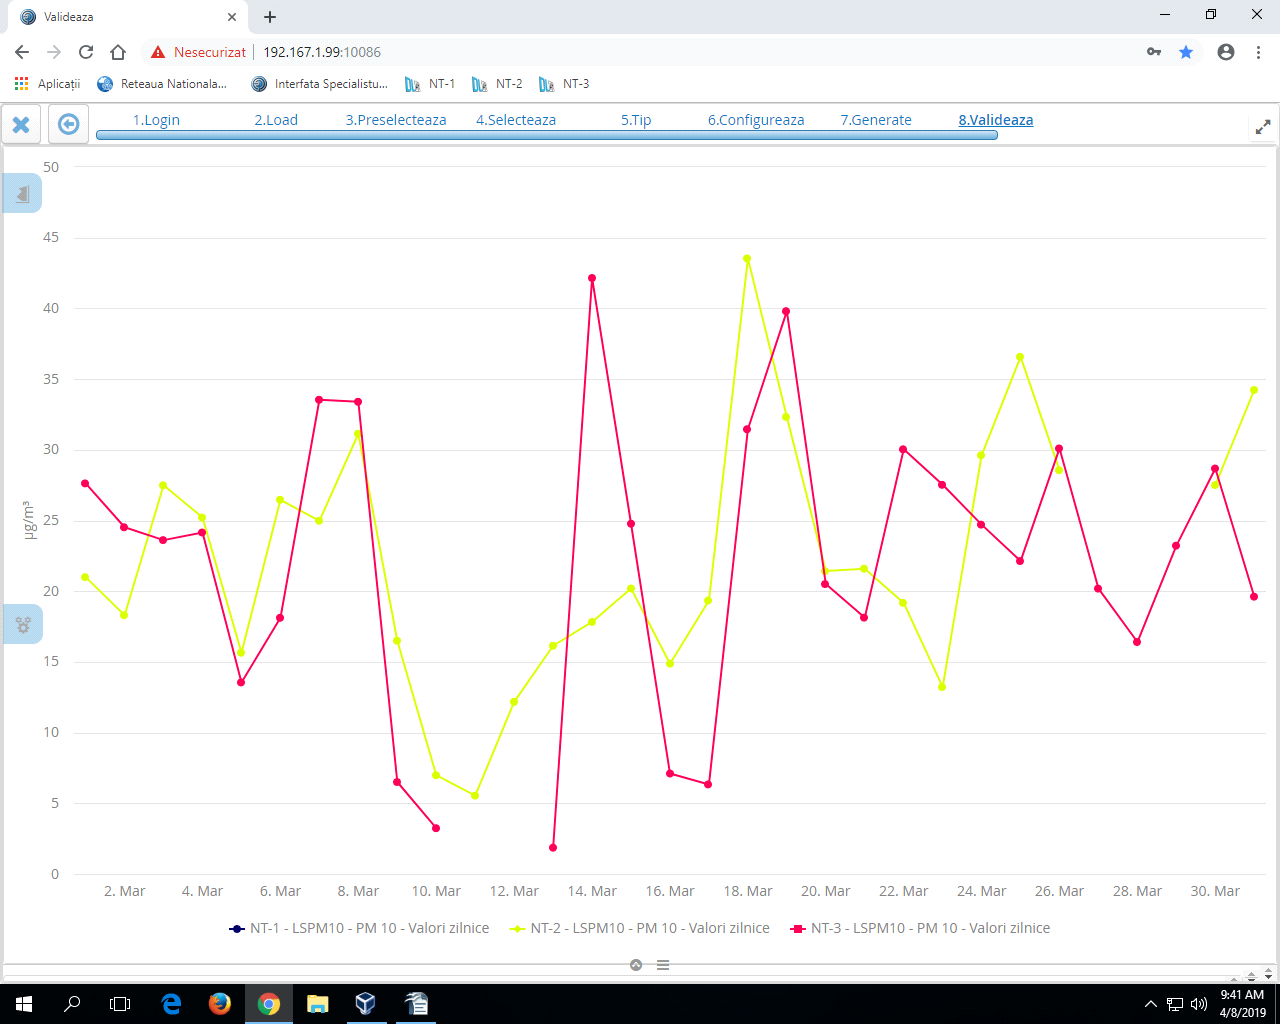 Valideaza
Nesecurizat 192.167.1.99:10086
Aplicații Reteaua Nationala... Interfata Specialistu... NT-1 NT-2 NT-3
1.Login 2.Load 3.Preselecteaza 4.Selecteaza 5.Tip 6.Configureaza 7.Generate 8.Valideaza
50
45
40
35
30
25
20
15
10
5
0
µg/m³
2. Mar 4. Mar 6. Mar 8. Mar 10. Mar 12. Mar 14. Mar 16. Mar 18. Mar 20. Mar 22. Mar 24. Mar 26. Mar 28. Mar 30. Mar
NT-1 - LSPM10 - PM 10 - Valori zilnice NT-2 - LSPM10 - PM 10 - Valori zilnice NT-3 - LSPM10 - PM 10 - Valori zilnice
9:41 AM
4/8/2019